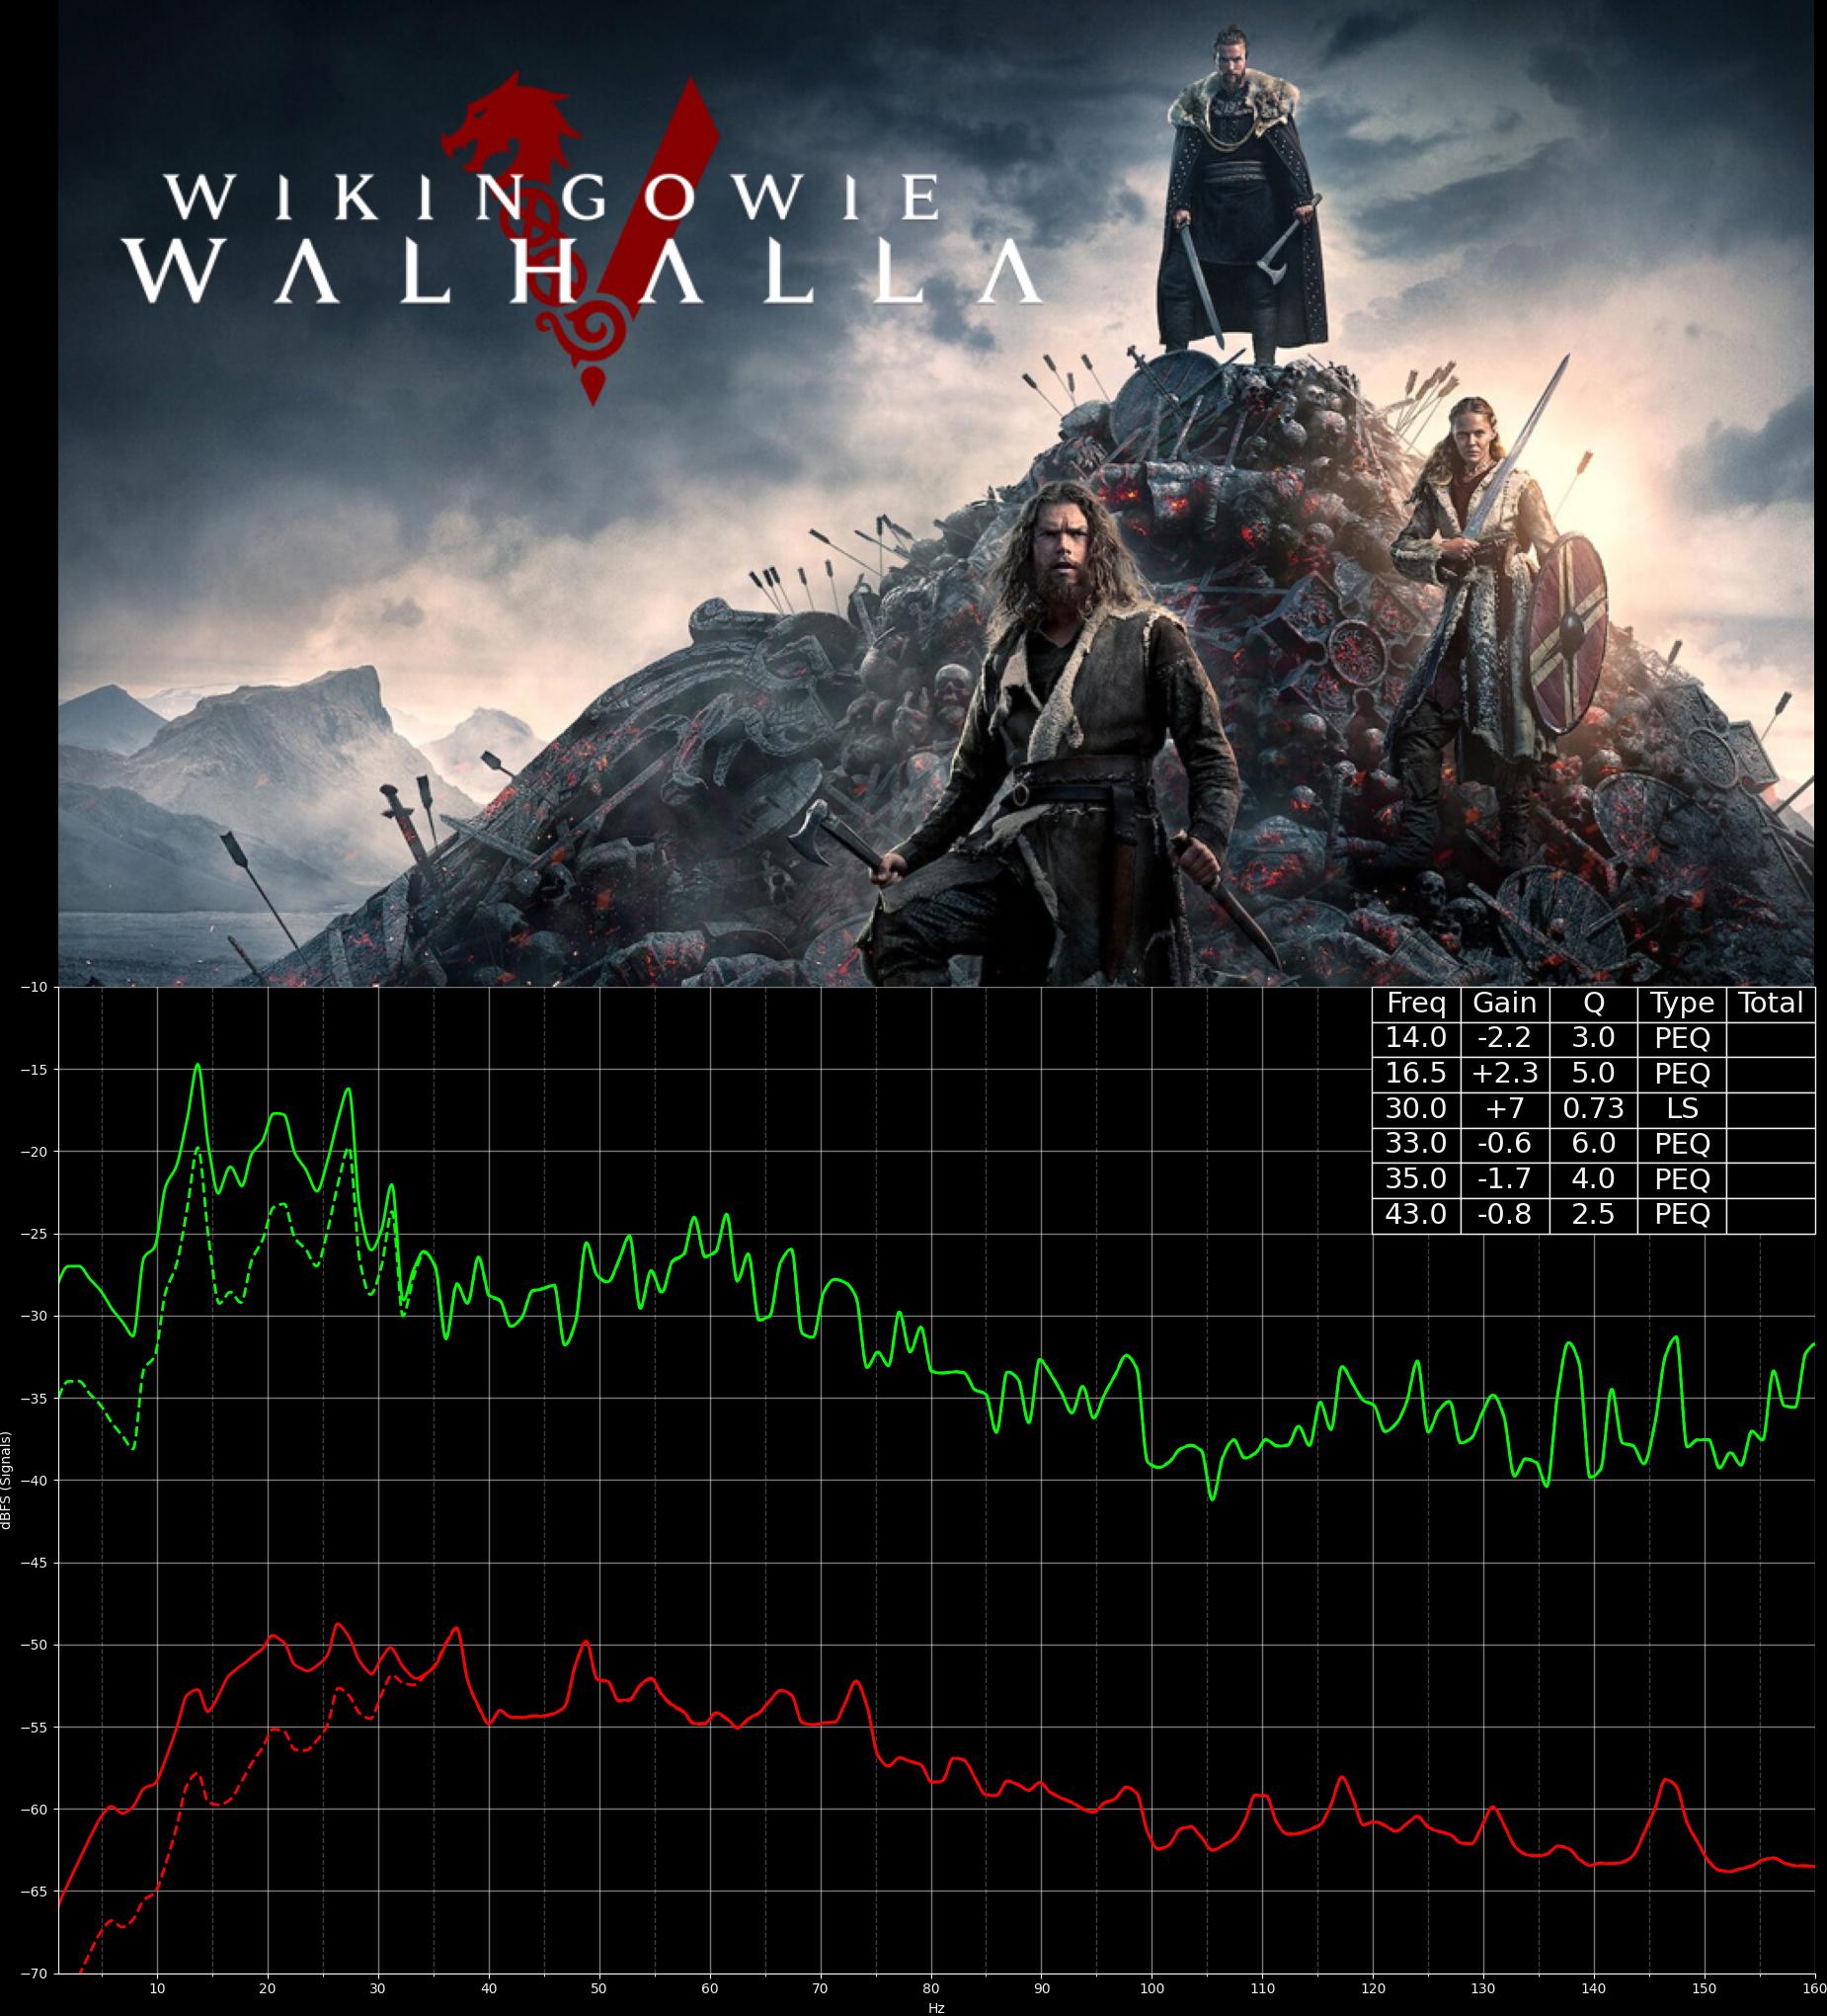 WIKINGOWIE
WALHALLA
Freq Gain Q Type Total
14.0 -2.2 3.0 PEQ
16.5 +2.3 5.0 PEQ
30.0 +7 0.73 LS
33.0 -0.6 6.0 PEQ
35.0 -1.7 4.0 PEQ
43.0 -0.8 2.5 PEQ
−10
−15
−20
−25
−30
−35
−40
−45
−50
−55
−60
−65
−70
dBFS (Signals)
10 20 30 40 50 60 70 80 90 100 110 120 130 140 150 160
Hz